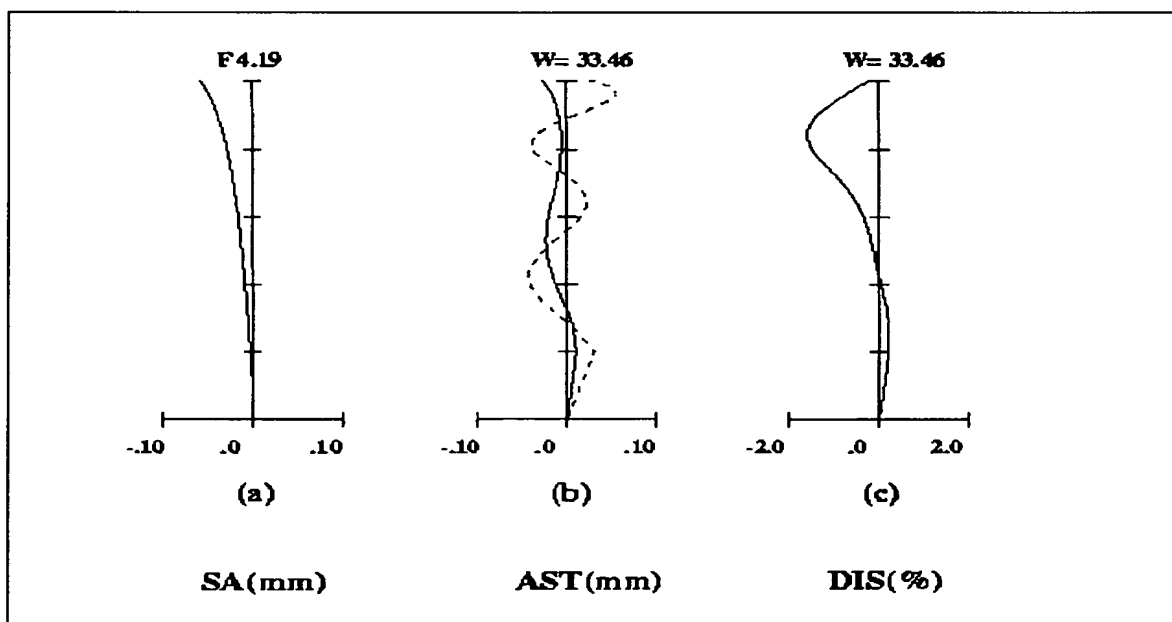 F 4.19 W= 33.46 W= 33.46
-.10 .0 .10 -.10 .0 .10 -2.0 .0 2.0
(a) (b) (c)
SA(mm) AST(mm) DIS(%)